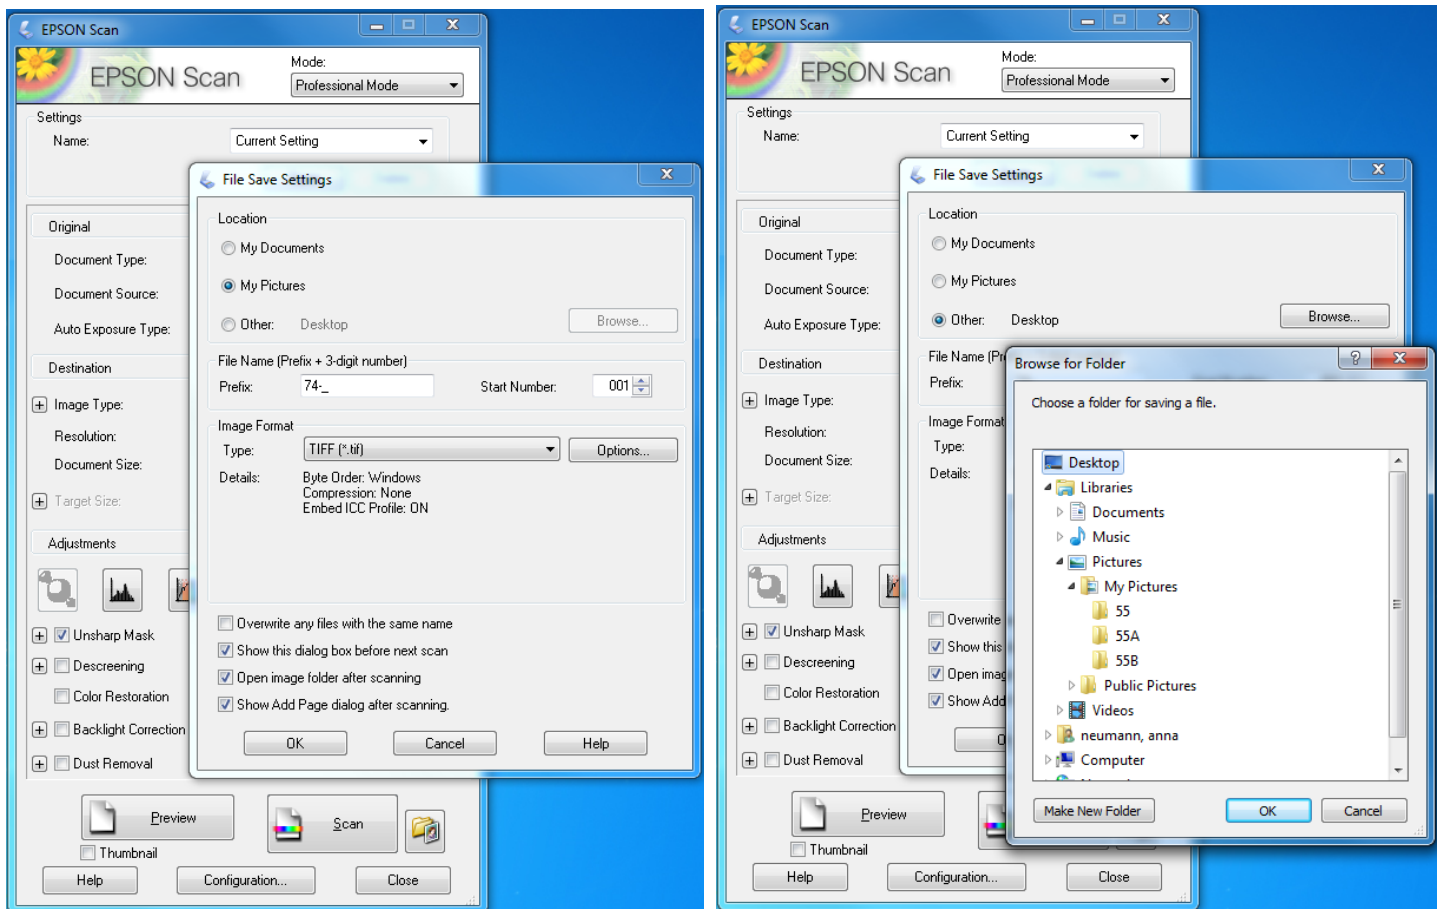 EPSON Scan
EPSON Scan
Mode:
Professional Mode
Settings
Name:
Current Setting
File Save Settings
Location
My Documents
My Pictures
Other:
Desktop
Browse...
File Name (Prefix + 3-digit number)
Prefix:
74-_
Start Number:
001
Image Format
Type:
TIFF (*.tif)
Options...
Details:
Byte Order: Windows
Compression: None
Embed ICC Profile: ON
Overwrite any files with the same name
Show this dialog box before next scan
Open image folder after scanning
Show Add Page dialog after scanning.
OK
Cancel
Help
Original
Document Type:
Document Source:
Auto Exposure Type:
Destination
Image Type:
Resolution:
Document Size:
Target Size:
Adjustments
Unsharp Mask
Descreening
Color Restoration
Backlight Correction
Dust Removal
Preview
Scan
Thumbnail
Help
Configuration...
Close
EPSON Scan
EPSON Scan
Mode:
Professional Mode
Settings
Name:
Current Setting
File Save Settings
Location
My Documents
My Pictures
Other:
Desktop
Browse...
File Name (Pr
Prefix:
Image Format
Type:
Details:
Overwrite
Show this
Open imag
Show Add
O
Browse for Folder
Choose a folder for saving a file.
Desktop
Libraries
Documents
Music
Pictures
My Pictures
55
55A
55B
Public Pictures
Videos
neumann, anna
Computer
Make New Folder
OK
Cancel
Original
Document Type:
Document Source:
Auto Exposure Type:
Destination
Image Type:
Resolution:
Document Size:
Target Size:
Adjustments
Unsharp Mask
Descreening
Color Restoration
Backlight Correction
Dust Removal
Preview
Thumbnail
Help
Configuration...
Close